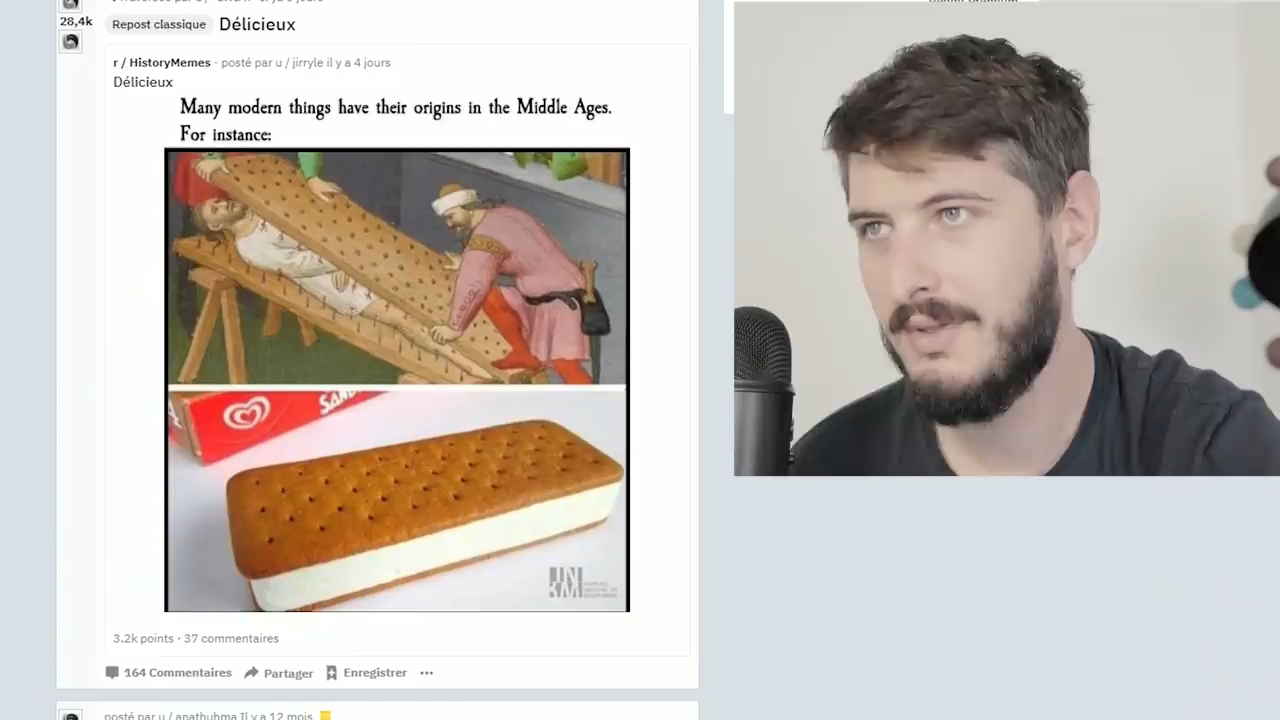 28,4k
Repost classique Délicieux
r / HistoryMemes · posté par u / jirryle il y a 4 jours
Délicieux
Many modern things have their origins in the Middle Ages.
For instance:
3.2k points · 37 commentaires
164 Commentaires Partager Enregistrer ···
posté par u / anathuhma Il y a 12 mois